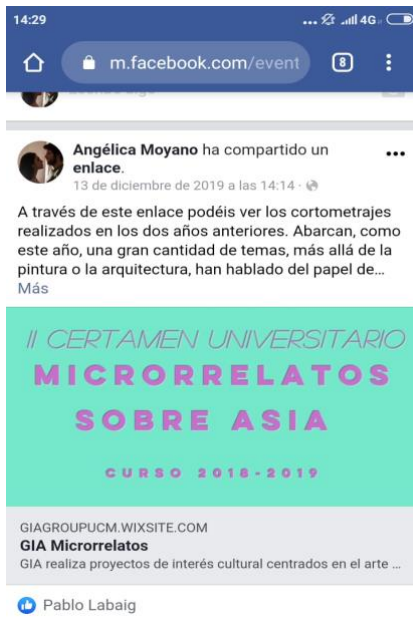 14:29
... 4G
m.facebook.com/event 8
Angélica Moyano ha compartido un
enlace.
13 de diciembre de 2019 a las 14:14 ·
A través de este enlace podéis ver los cortometrajes
realizados en los dos años anteriores. Abarcan, como
este año, una gran cantidad de temas, más allá de la
pintura o la arquitectura, han hablado del papel de...
Más
II CERTAMEN UNIVERSITARIO
MICRORRELATOS
SOBRE ASIA
CURSO 2018-2019
GIAGROUPUCM.WIXSITE.COM
GIA Microrrelatos
GIA realiza proyectos de interés cultural centrados en el arte ...
Pablo Labaig